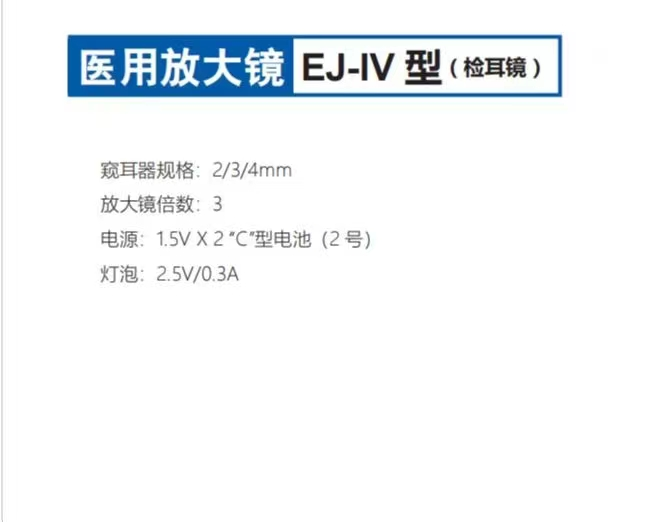 医用放大镜 EJ-IV 型（检耳镜）
窥耳器规格：2/3/4mm
放大镜倍数：3
电源：1.5V X 2 “C”型电池（2 号）
灯泡：2.5V/0.3A